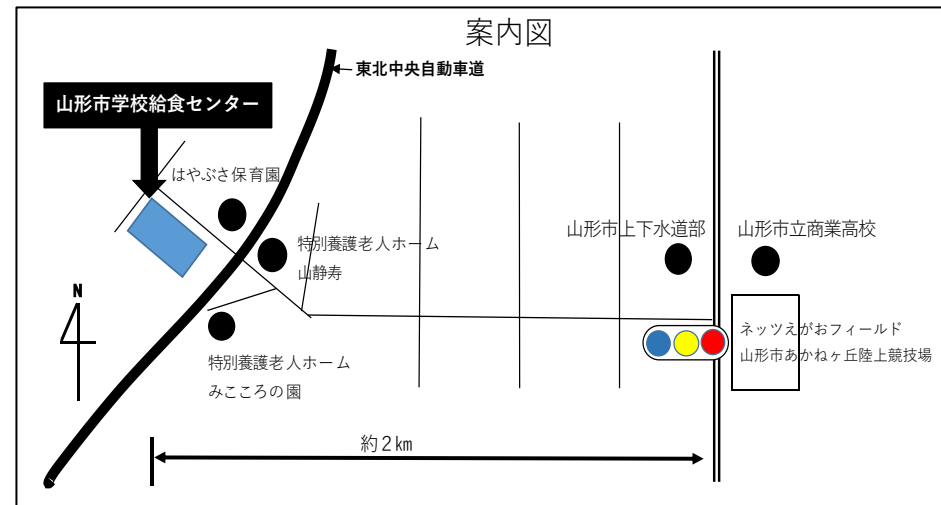 案内図
東北中央自動車道
山形市学校給食センター
はやぶさ保育園
山形市上下水道部
山形市立商業高校
特別養護老人ホーム
山静寿
N
ネッツえがおフィールド
山形市あかねヶ丘陸上競技場
特別養護老人ホーム
みこころの園
約2㎞